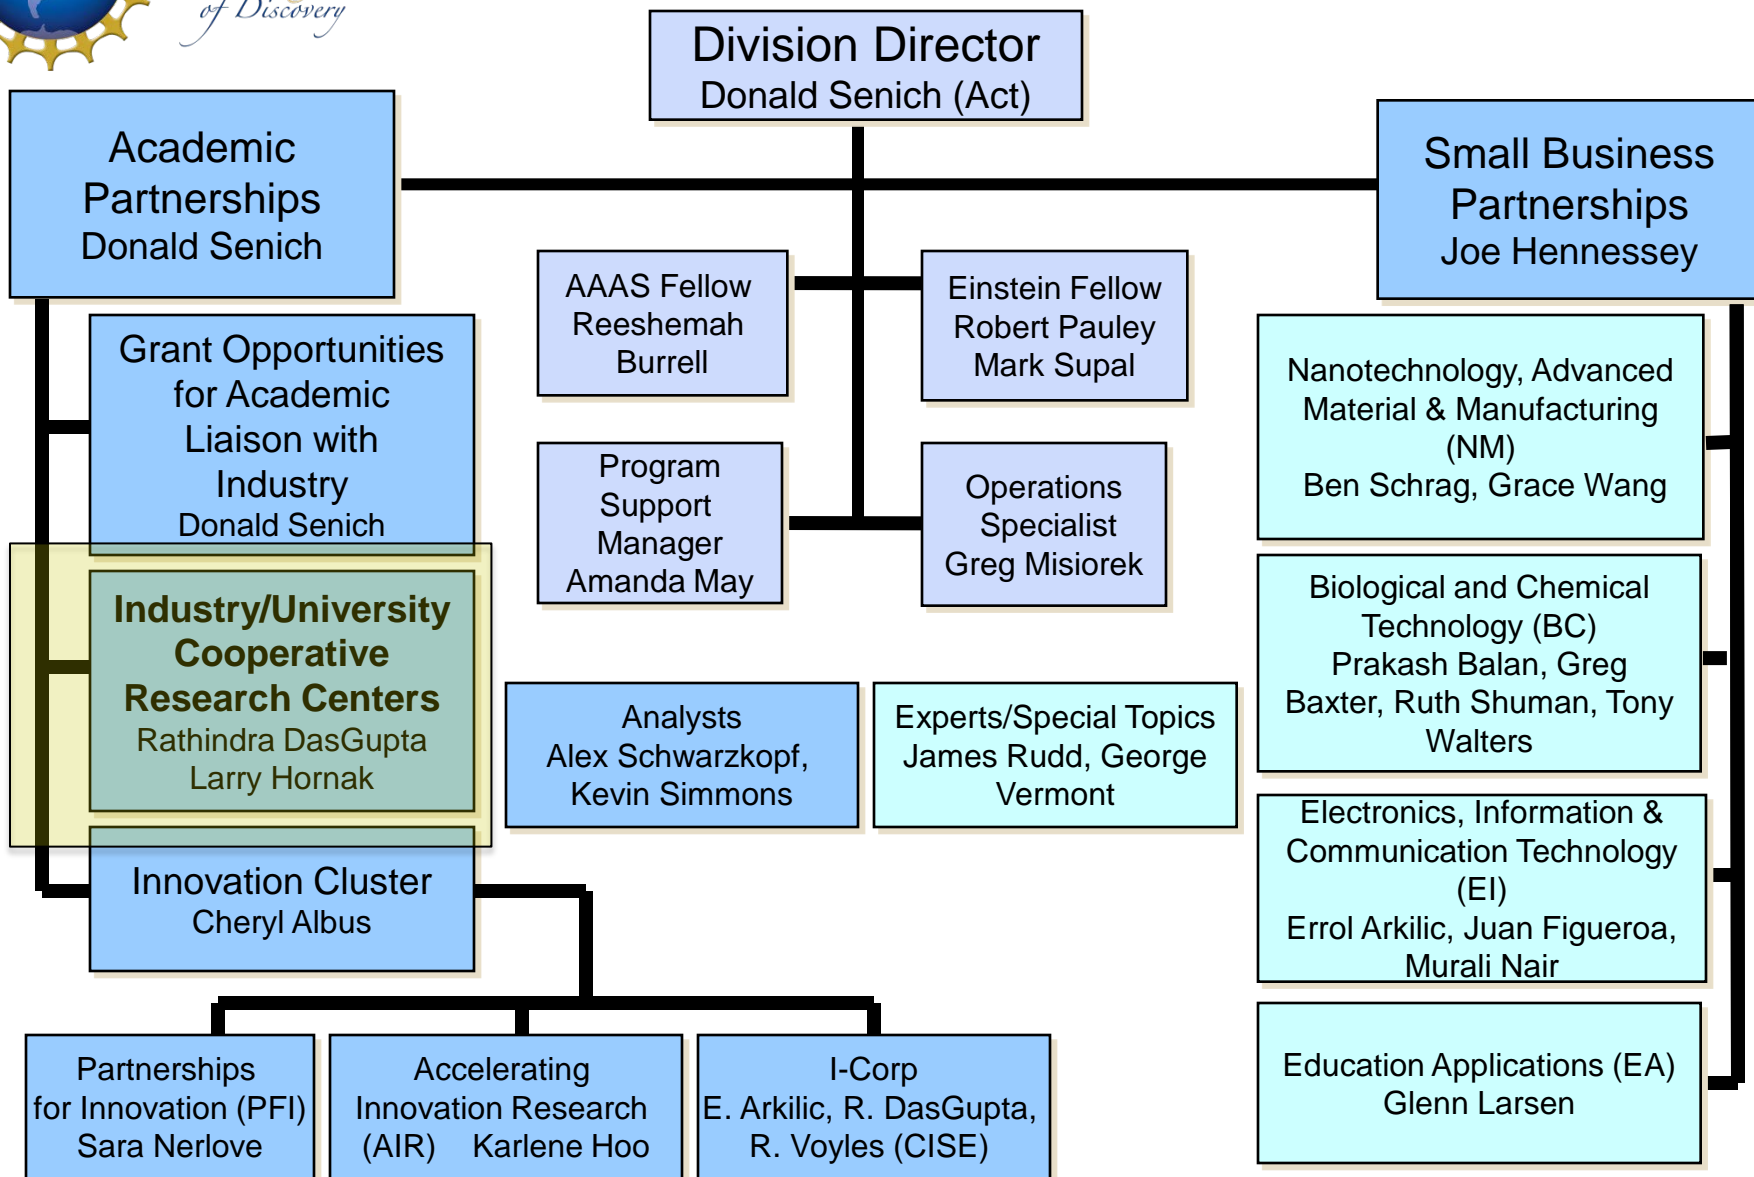 of Discovery
Division Director
Donald Senich (Act)
Academic
Partnerships
Donald Senich
Small Business
Partnerships
Joe Hennessey
AAAS Fellow
Reeshemah
Burrell
Einstein Fellow
Robert Pauley
Mark Supal
Grant Opportunities
for Academic
Liaison with
Industry
Donald Senich
Nanotechnology, Advanced
Material & Manufacturing
(NM)
Ben Schrag, Grace Wang
Program
Support
Manager
Amanda May
Operations
Specialist
Greg Misiorek
Industry/University
Cooperative
Research Centers
Rathindra DasGupta
Larry Hornak
Biological and Chemical
Technology (BC)
Prakash Balan, Greg
Baxter, Ruth Shuman, Tony
Walters
Analysts
Alex Schwarzkopf,
Kevin Simmons
Experts/Special Topics
James Rudd, George
Vermont
Electronics, Information &
Communication Technology
(EI)
Errol Arkilic, Juan Figueroa,
Murali Nair
Innovation Cluster
Cheryl Albus
Partnerships
for Innovation (PFI)
Sara Nerlove
Accelerating
Innovation Research
(AIR) Karlene Hoo
I-Corp
E. Arkilic, R. DasGupta,
R. Voyles (CISE)
Education Applications (EA)
Glenn Larsen